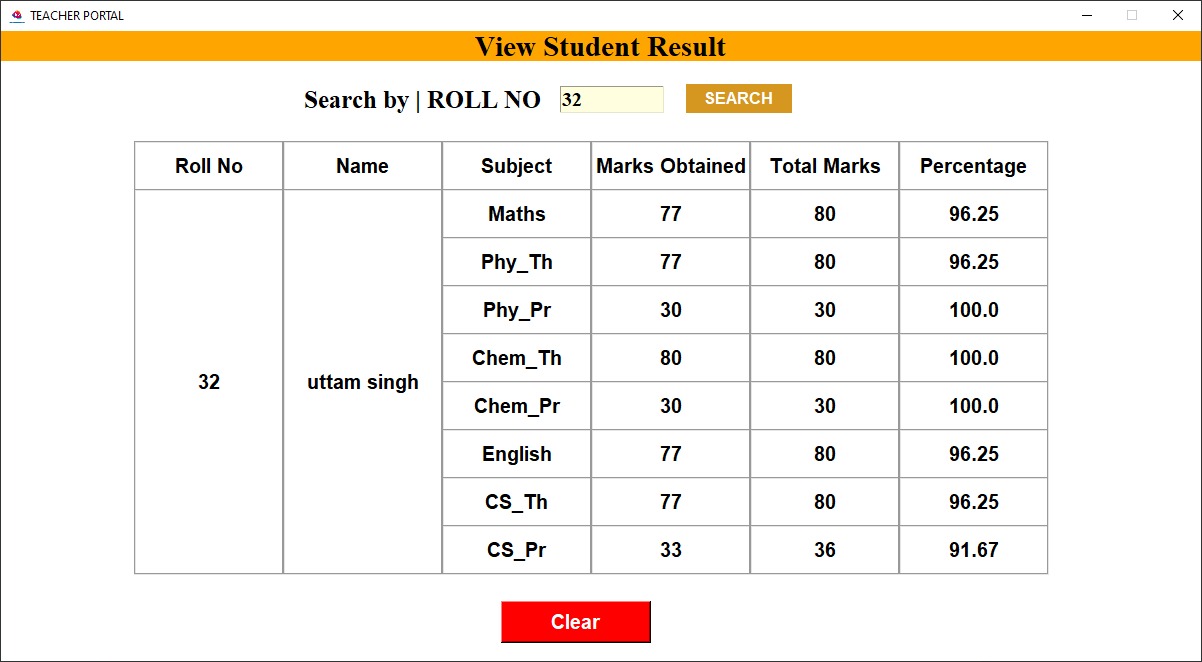 TEACHER PORTAL
View Student Result
Search by | ROLL NO 32 SEARCH
Roll No Name Subject Marks Obtained Total Marks Percentage
Maths 77 80 96.25
Phy_Th 77 80 96.25
Phy_Pr 30 30 100.0
Chem_Th 80 80 100.0
32 uttam singh
Chem_Pr 30 30 100.0
English 77 80 96.25
CS_Th 77 80 96.25
CS_Pr 33 36 91.67
Clear